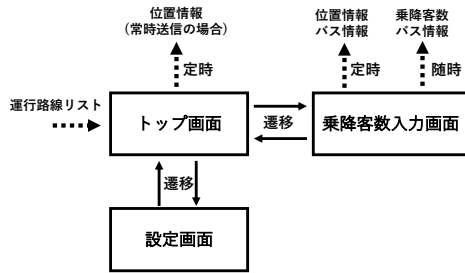 位置情報
(常時送信の場合)
位置情報
バス情報
乗降客数
バス情報
定時
定時
随時
運行路線リスト
トップ画面
遷移
乗降客数入力画面
遷移
設定画面